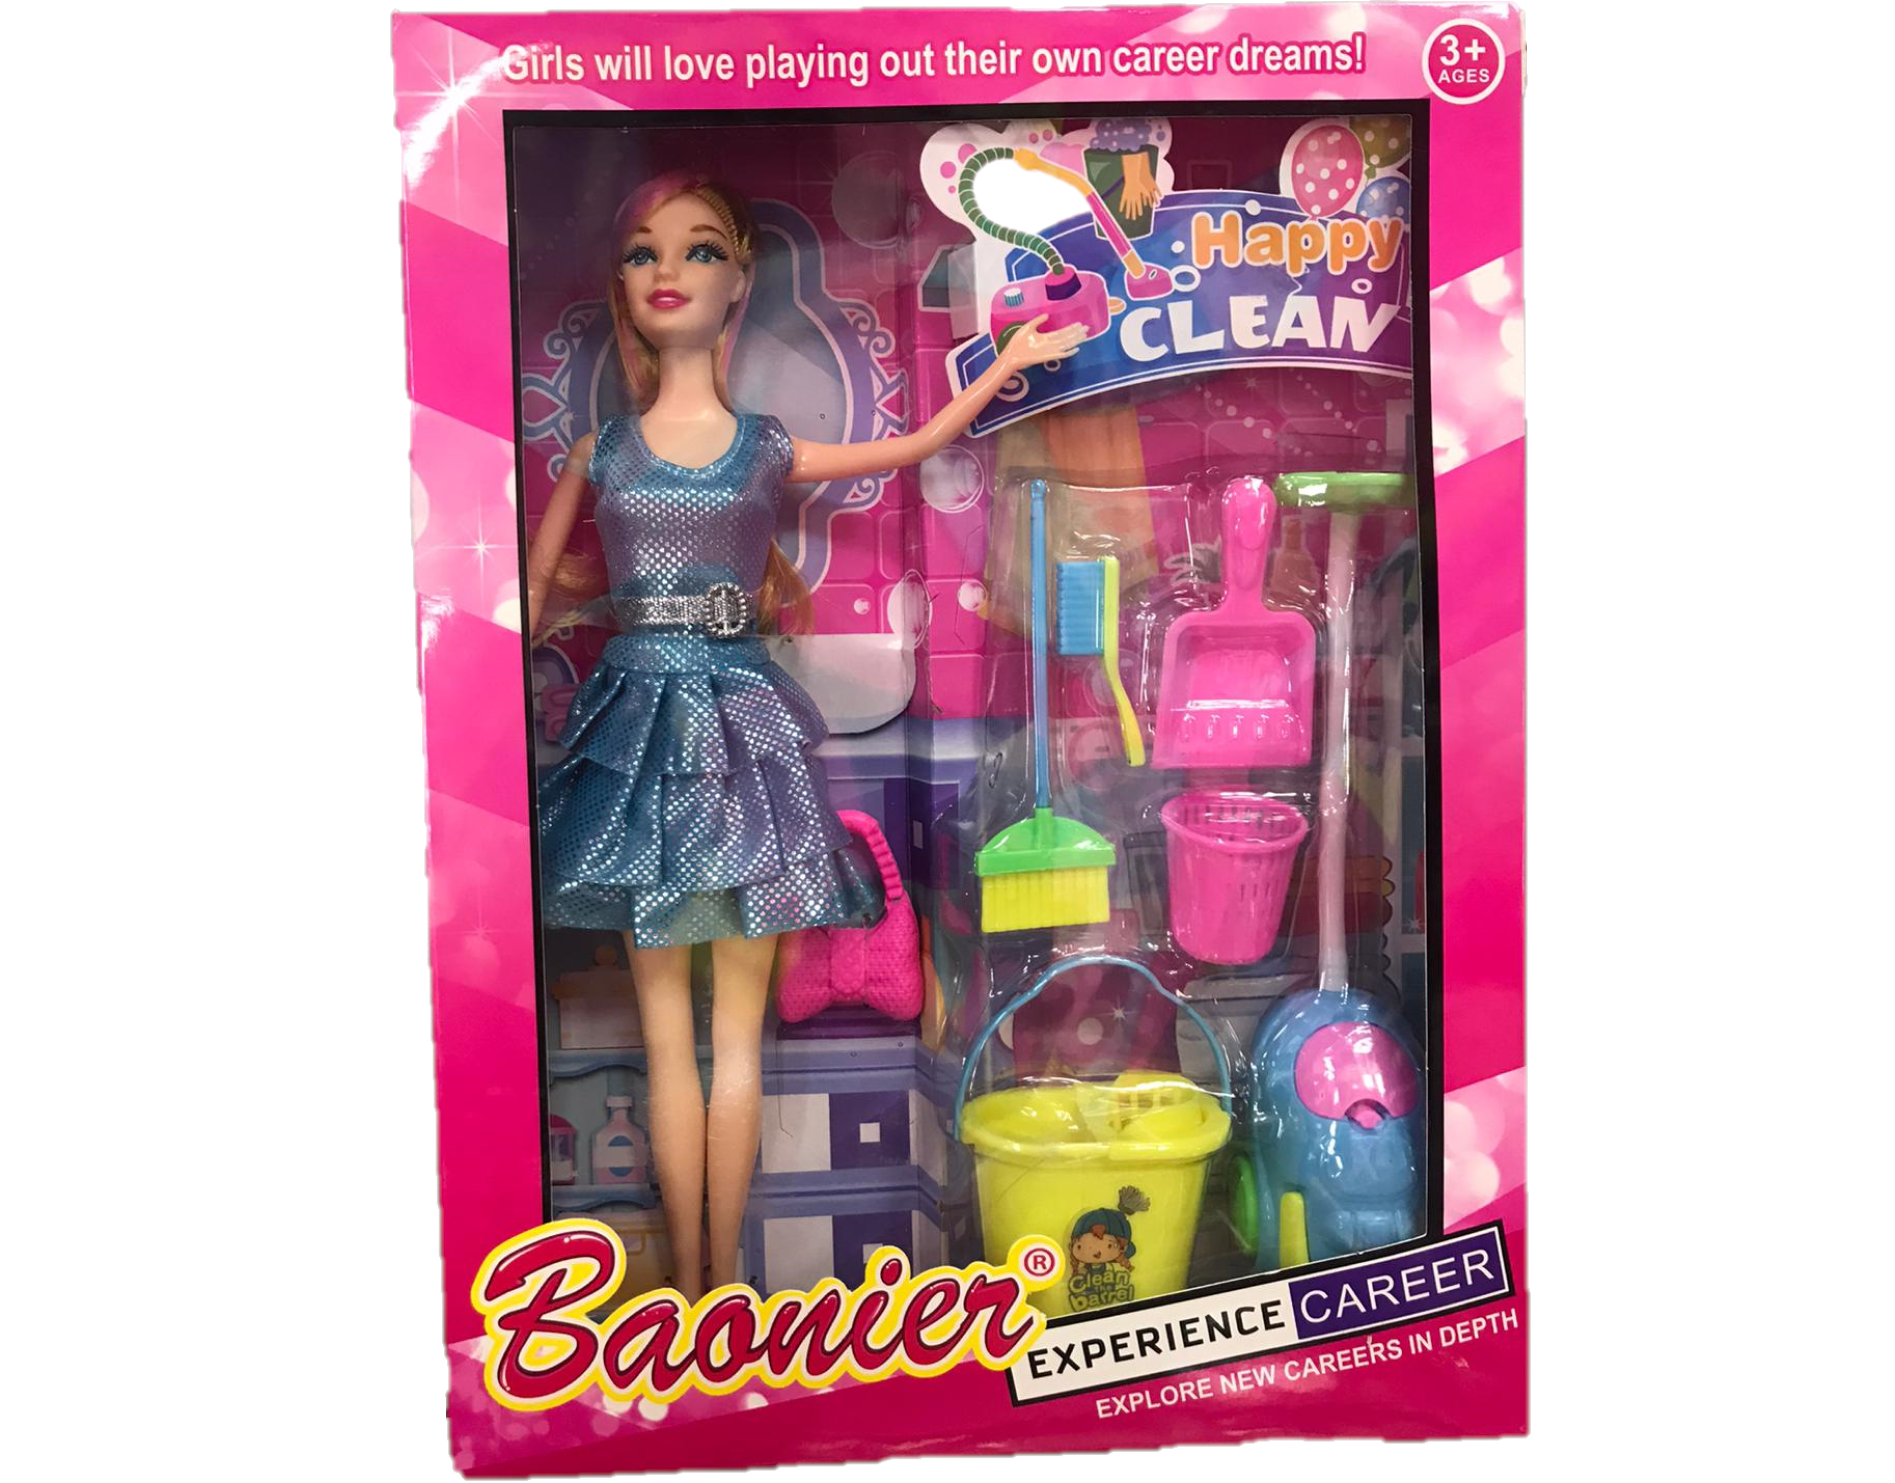 Girls will love playing out their own career dreams!
3+
AGES
Happy
CLEAN
Clean
the
barrel
Baonier®
EXPERIENCE CAREER
EXPLORE NEW CAREERS IN DEPTH